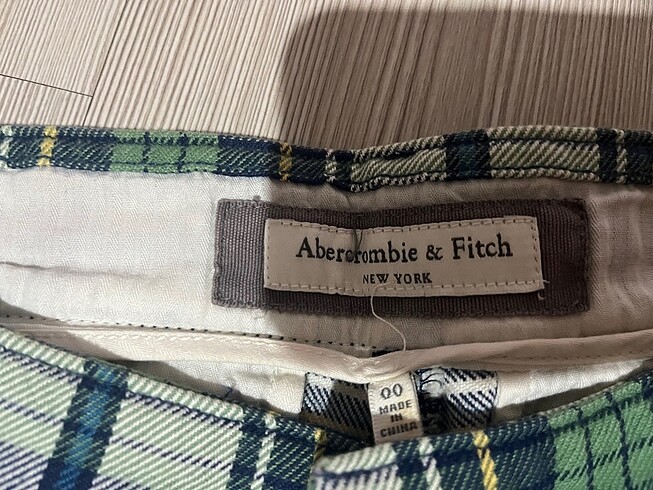 Abercrombie & Fitch
NEW YORK
00
MADE
IN
CHINA